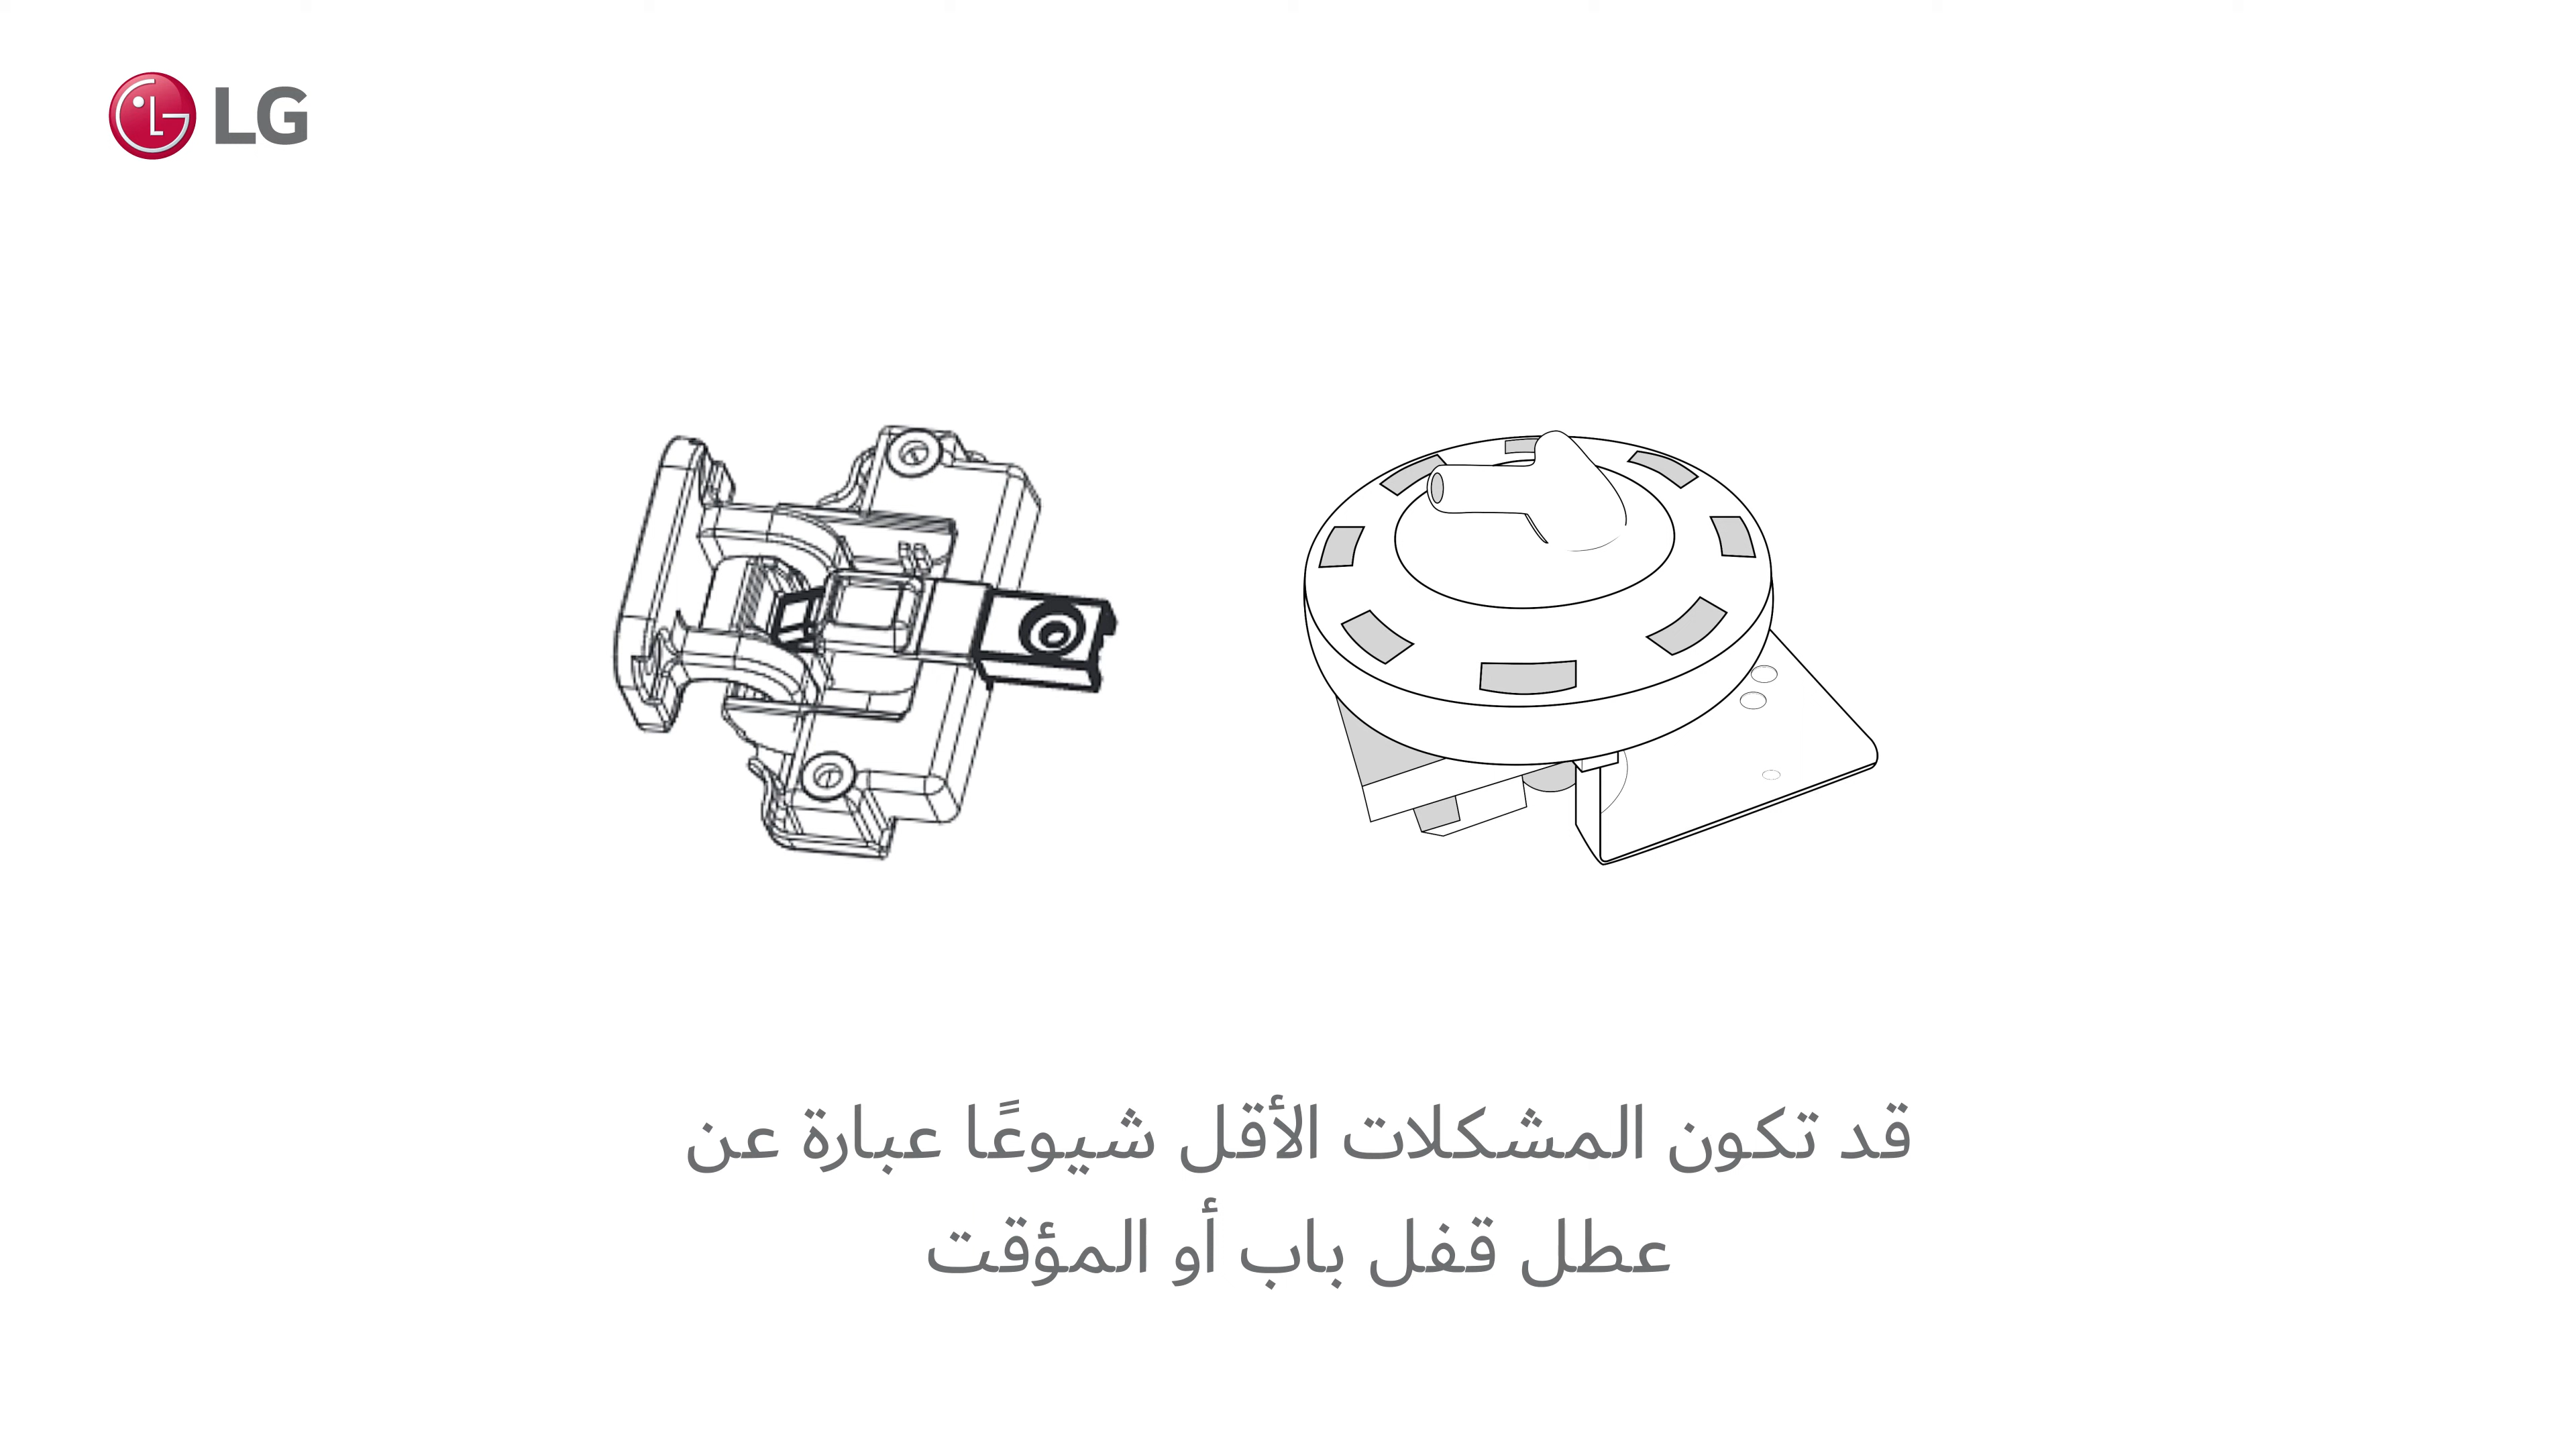 LG
قد تكون المشكلات الأقل شيوعًا عبارة عن
عطل قفل باب أو المؤقت